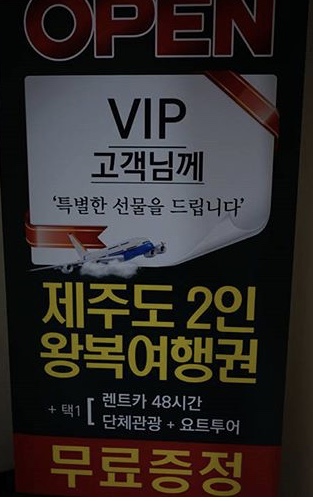 OPEN
VIP
고객님께
'특별한 선물을 드립니다'
제주도 2인
왕복여행권
+ 택1 [ 렌트카 48시간
단체관광 + 요트투어
무료증정